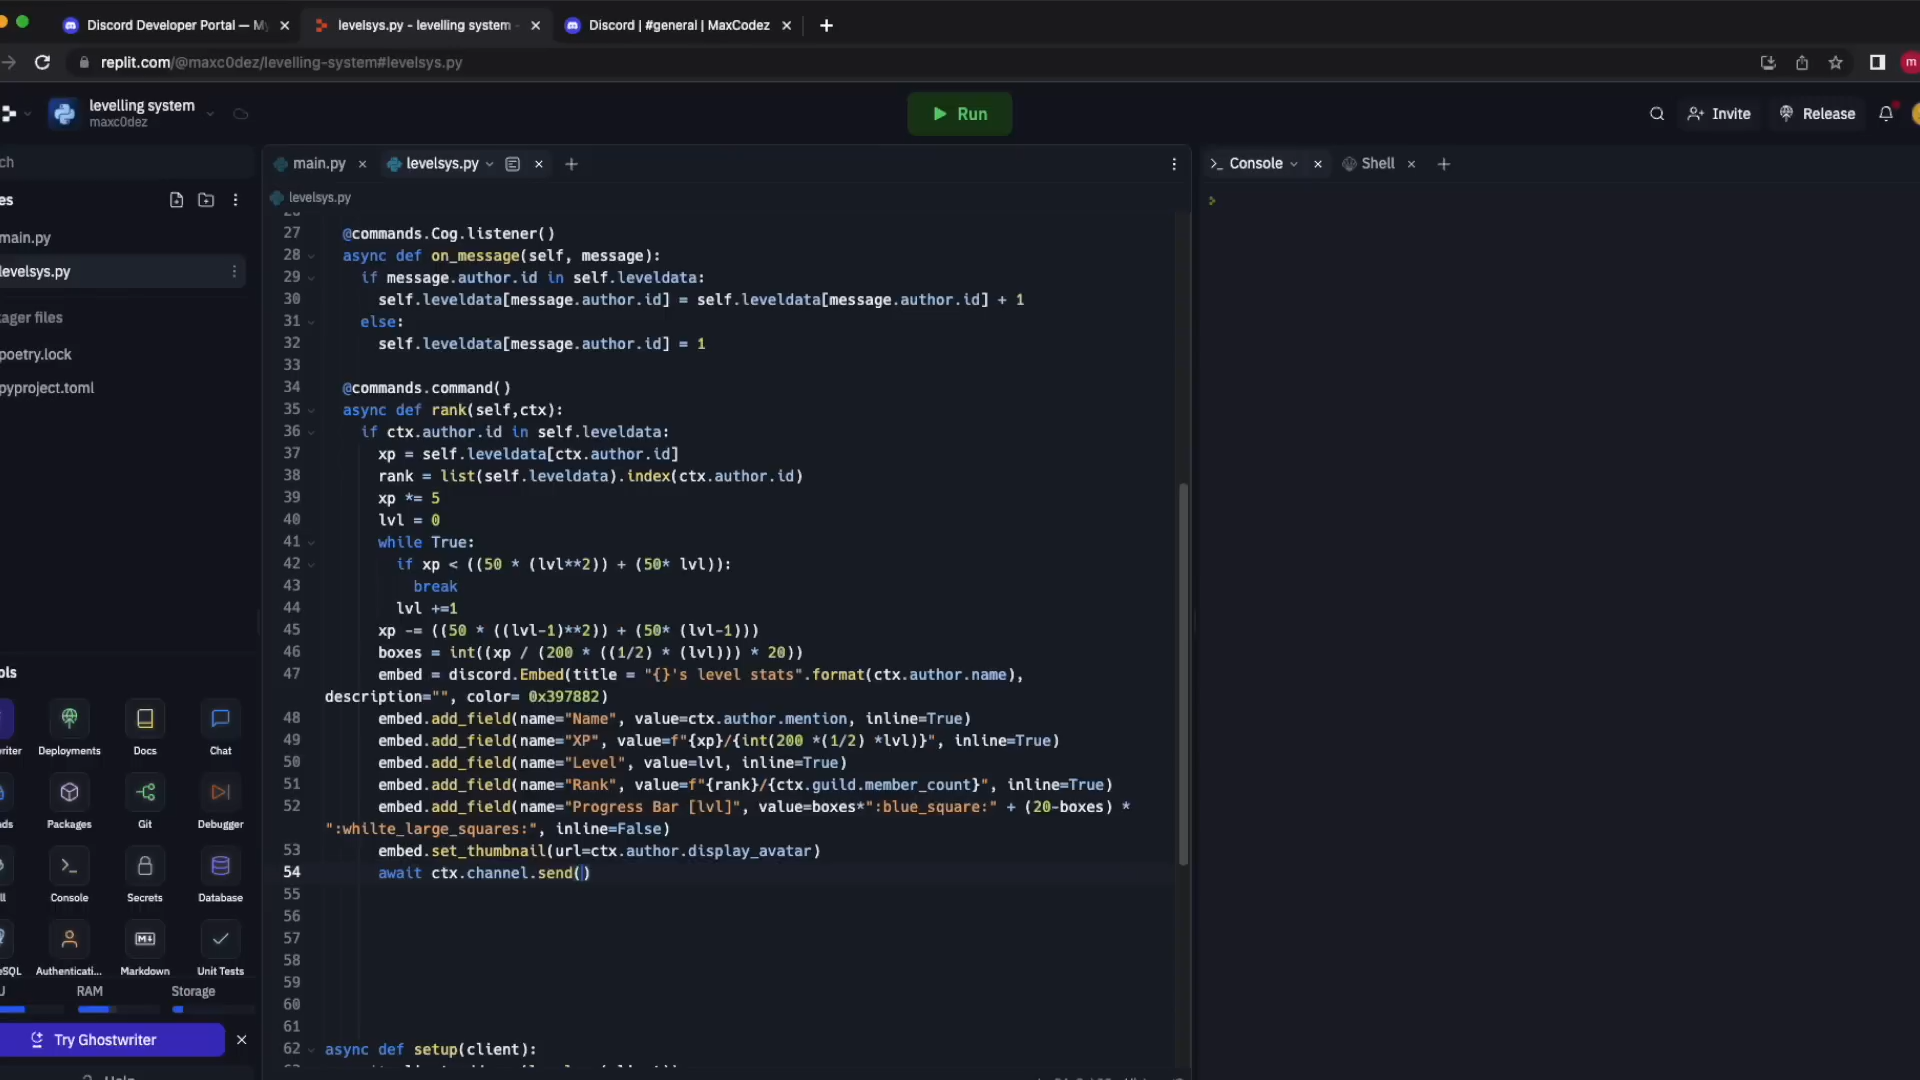 Discord Developer Portal — My
levelsys.py - levelling system -
Discord | #general | MaxCodez
replit.com/@maxc0dez/levelling-system#levelsys.py
m
levelling system
maxc0dez
Run
Invite
Release
ch
main.py
levelsys.py
Console
Shell
levelsys.py
es
main.py
levelsys.py
ager files
poetry.lock
pyproject.toml
27 @commands.Cog.listener()
28 async def on_message(self, message):
29 if message.author.id in self.leveldata:
30 self.leveldata[message.author.id] = self.leveldata[message.author.id] + 1
31 else:
32 self.leveldata[message.author.id] = 1
33
34 @commands.command()
35 async def rank(self,ctx):
36 if ctx.author.id in self.leveldata:
37 xp = self.leveldata[ctx.author.id]
38 rank = list(self.leveldata).index(ctx.author.id)
39 xp *= 5
40 lvl = 0
41 while True:
42 if xp < ((50 * (lvl**2)) + (50* lvl)):
43 break
44 lvl +=1
45 xp -= ((50 * ((lvl-1)**2)) + (50* (lvl-1)))
46 boxes = int((xp / (200 * ((1/2) * (lvl))) * 20))
47 embed = discord.Embed(title = "{}'s level stats".format(ctx.author.name),
description="", color= 0x397882)
48 embed.add_field(name="Name", value=ctx.author.mention, inline=True)
49 embed.add_field(name="XP", value=f"{xp}/{int(200 *(1/2) *lvl)}", inline=True)
50 embed.add_field(name="Level", value=lvl, inline=True)
51 embed.add_field(name="Rank", value=f"{rank}/{ctx.guild.member_count}", inline=True)
52 embed.add_field(name="Progress Bar [lvl]", value=boxes*":blue_square:" + (20-boxes) *
":whilte_large_squares:", inline=False)
53 embed.set_thumbnail(url=ctx.author.display_avatar)
54 await ctx.channel.send()
55
56
57
58
59
60
61
62 async def setup(client):
ols
writer
Deployments
Docs
Chat
ads
Packages
Git
Debugger
ll
Console
Secrets
Database
eSQL
Authenticati...
Markdown
Unit Tests
U
RAM
Storage
Try Ghostwriter